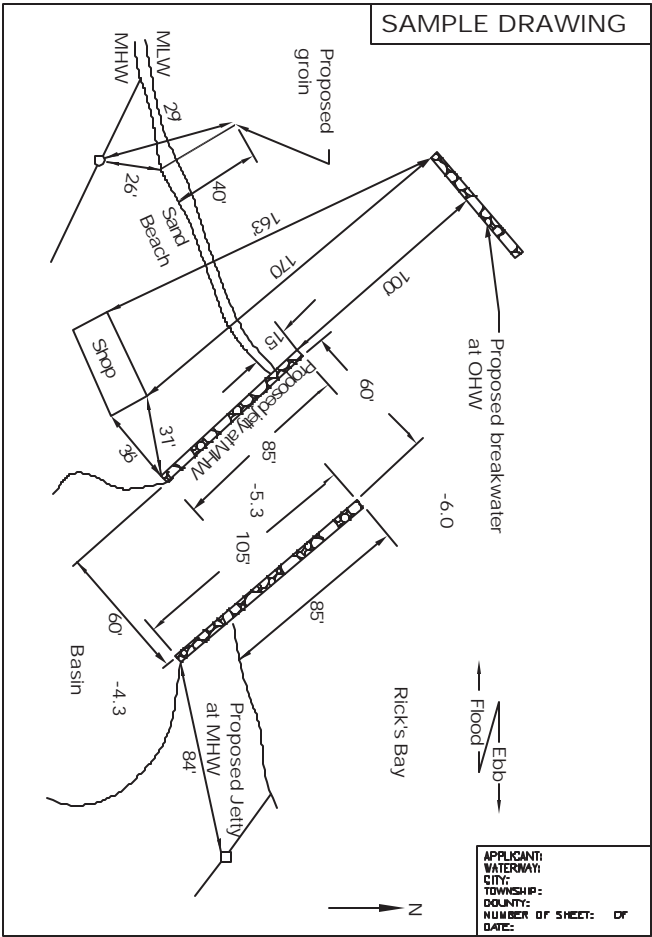 SAMPLE DRAWING
MHW
MLW
Proposed
groin
29'
26'
40'
Sand
Beach
163'
170'
100'
15
Shop
31'
36'
Proposed jetty at MHW
85'
60'
Proposed breakwater
at OHW
-6.0
-5.3
105'
85'
60'
Basin
-4.3
Proposed Jetty
at MHW
84'
Rick's Bay
Flood
Ebb
N
APPLICANT:
WATERWAY:
CITY:
TOWNSHIP:
COUNTY:
NUMBER OF SHEET: OF
DATE: